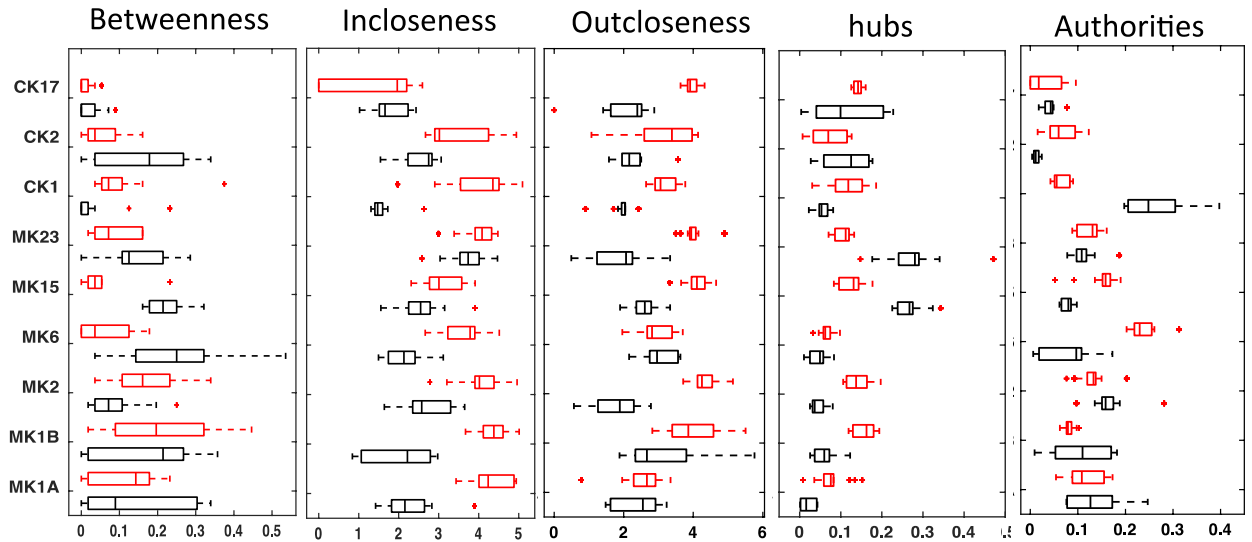 Betweenness Incloseness Outcloseness hubs Authorities
CK17
CK2
CK1
MK23
MK15
MK6
MK2
MK1B
MK1A
0 0.1 0.2 0.3 0.4 0.5 0 1 2 3 4 5 0 2 4 6 0 0.1 0.2 0.3 0.4 0 0.1 0.2 0.3 0.4